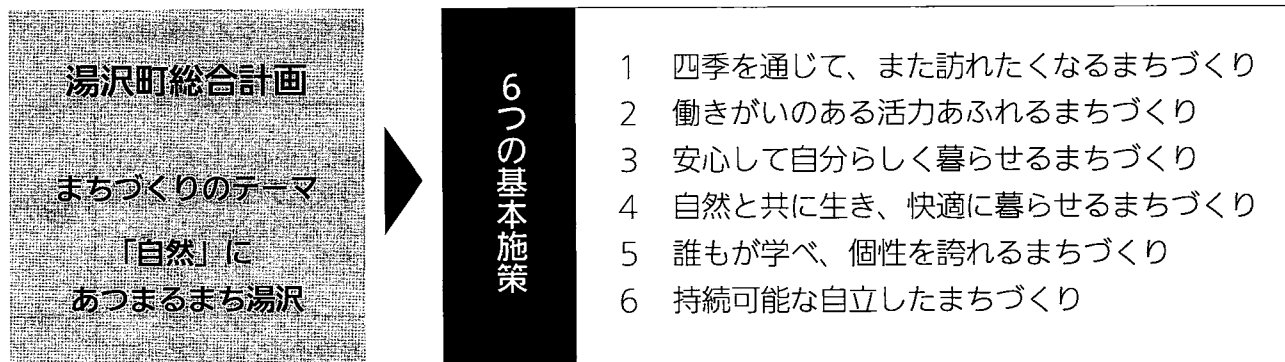 湯沢町総合計画
まちづくりのテーマ
「自然」に
あつまるまち湯沢
6つの基本施策
1 四季を通じて、また訪れたくなるまちづくり
2 働きがいのある活力あふれるまちづくり
3 安心して自分らしく暮らせるまちづくり
4 自然と共に生き、快適に暮らせるまちづくり
5 誰もが学べ、個性を誇れるまちづくり
6 持続可能な自立したまちづくり